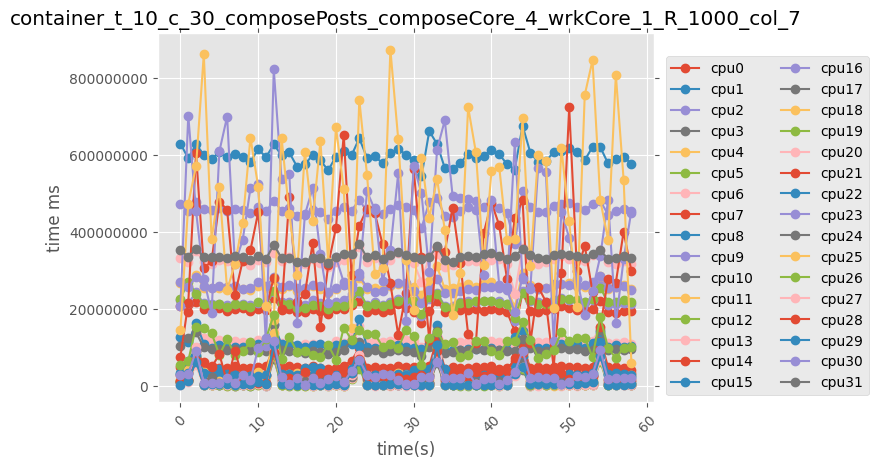 container_t_10_c_30_composePosts_composeCore_4_wrkCore_1_R_1000_col_7
time ms
800000000
600000000
400000000
200000000
0
0
10
20
30
40
50
60
time(s)
cpu0
cpu1
cpu2
cpu3
cpu4
cpu5
cpu6
cpu7
cpu8
cpu9
cpu10
cpu11
cpu12
cpu13
cpu14
cpu15
cpu16
cpu17
cpu18
cpu19
cpu20
cpu21
cpu22
cpu23
cpu24
cpu25
cpu26
cpu27
cpu28
cpu29
cpu30
cpu31